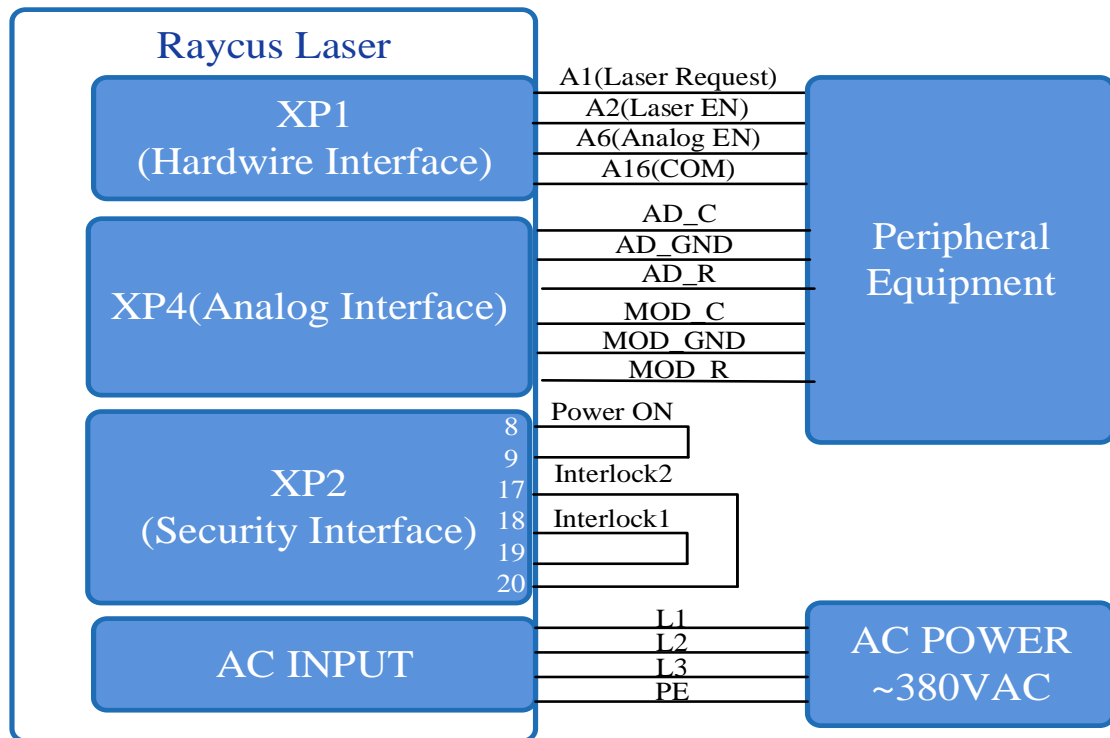 Raycus Laser
XP1
(Hardwire Interface)
A1(Laser Request)
A2(Laser EN)
A6(Analog EN)
A16(COM)
XP4(Analog Interface)
AD_C
AD_GND
AD_R
MOD_C
MOD_GND
MOD_R
Peripheral
Equipment
XP2
(Security Interface)
8
9
17
18
19
20
Power ON
Interlock2
Interlock1
AC INPUT
L1
L2
L3
PE
AC POWER
~380VAC